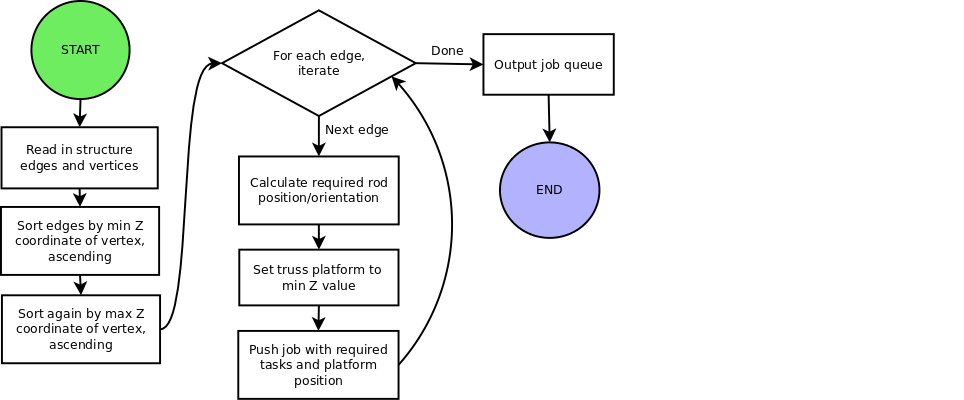 START
Read in structure
edges and vertices
Sort edges by min Z
coordinate of vertex,
ascending
Sort again by max Z
coordinate of vertex,
ascending
For each edge,
iterate
Next edge
Calculate required rod
position/orientation
Set truss platform to
min Z value
Push job with required
tasks and platform
position
Done
Output job queue
END